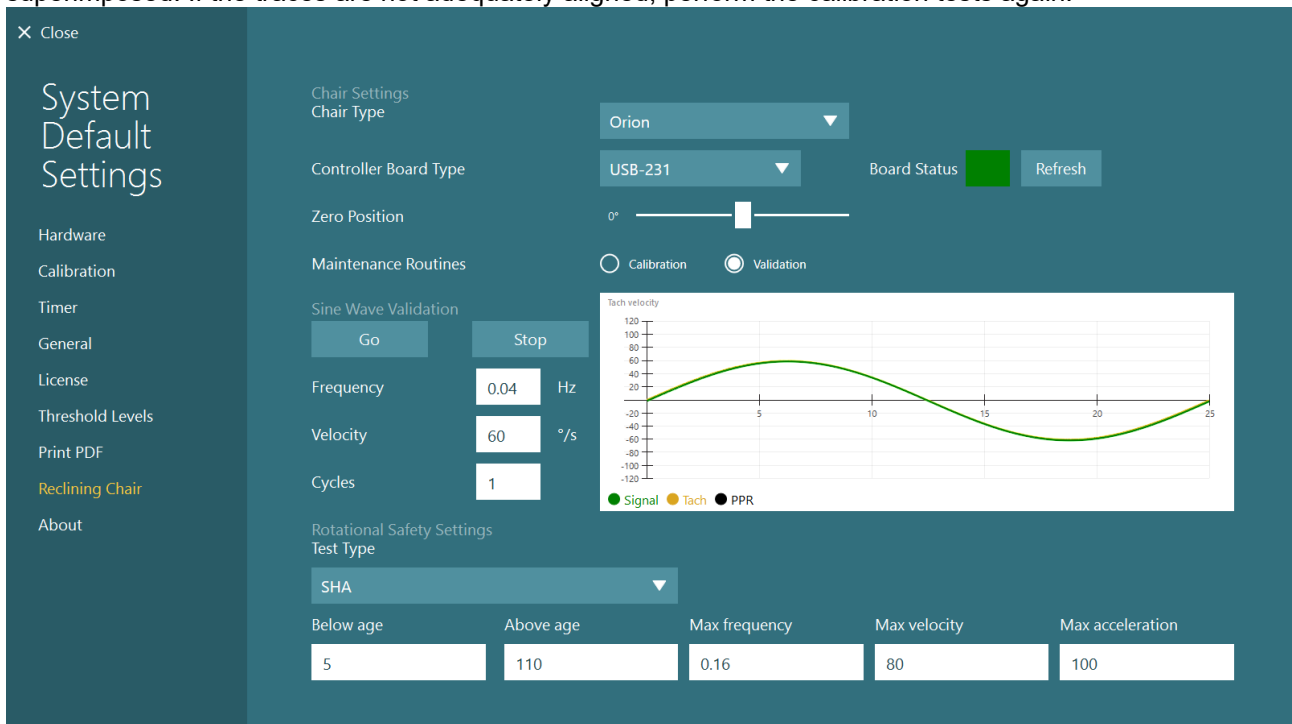 superimposed. If the traces are not adequately aligned, perform the calibration tests again.
Close
System
Default
Settings
Hardware
Calibration
Timer
General
License
Threshold Levels
Print PDF
Reclining Chair
About
Chair Settings
Chair Type
Orion
Controller Board Type
USB-231
Board Status
Refresh
Zero Position
0°
Maintenance Routines
Calibration
Validation
Sine Wave Validation
Go
Stop
Frequency
0.04
Hz
Velocity
60
°/s
Cycles
1
Tach velocity
120
100
80
60
40
20
-20
-40
-60
-80
-100
-120
5
10
15
20
25
Signal
Tach
PPR
Rotational Safety Settings
Test Type
SHA
Below age
Above age
Max frequency
Max velocity
Max acceleration
5
110
0.16
80
100